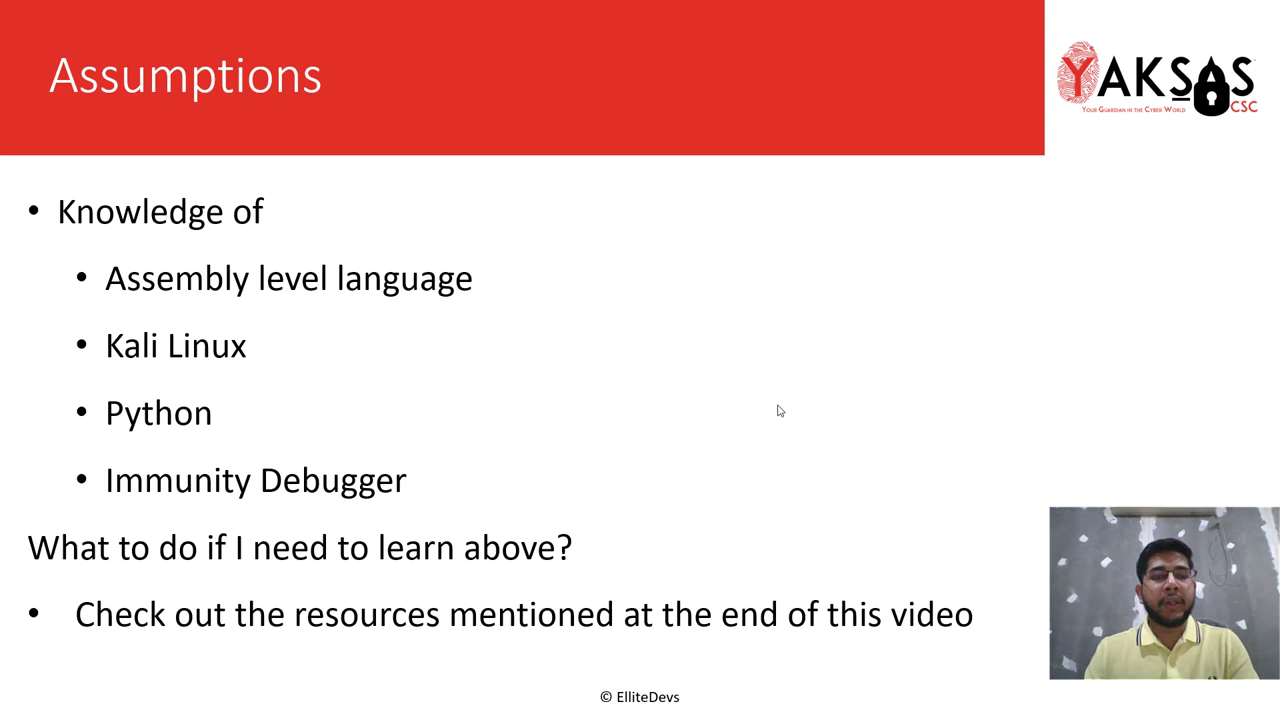 Assumptions
YAKSAS
CSC
YOUR GUARDIAN IN THE CYBER WORLD
• Knowledge of
• Assembly level language
• Kali Linux
• Python
• Immunity Debugger
What to do if I need to learn above?
• Check out the resources mentioned at the end of this video
© ElliteDevs